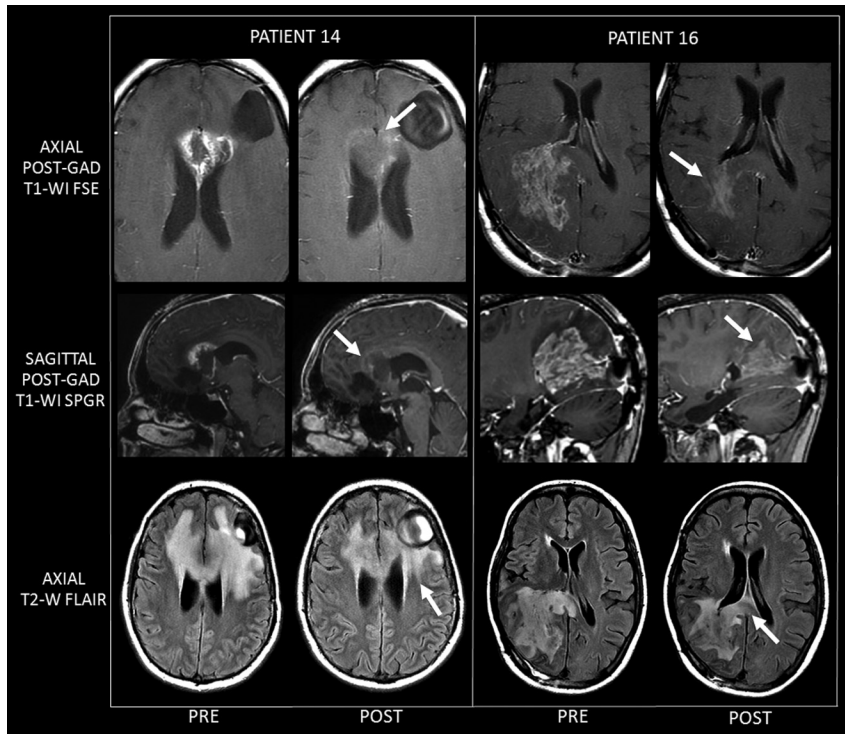 PATIENT 14
PATIENT 16
AXIAL
POST-GAD
T1-WI FSE
SAGITTAL
POST-GAD
T1-WI SPGR
AXIAL
T2-W FLAIR
PRE
POST
PRE
POST